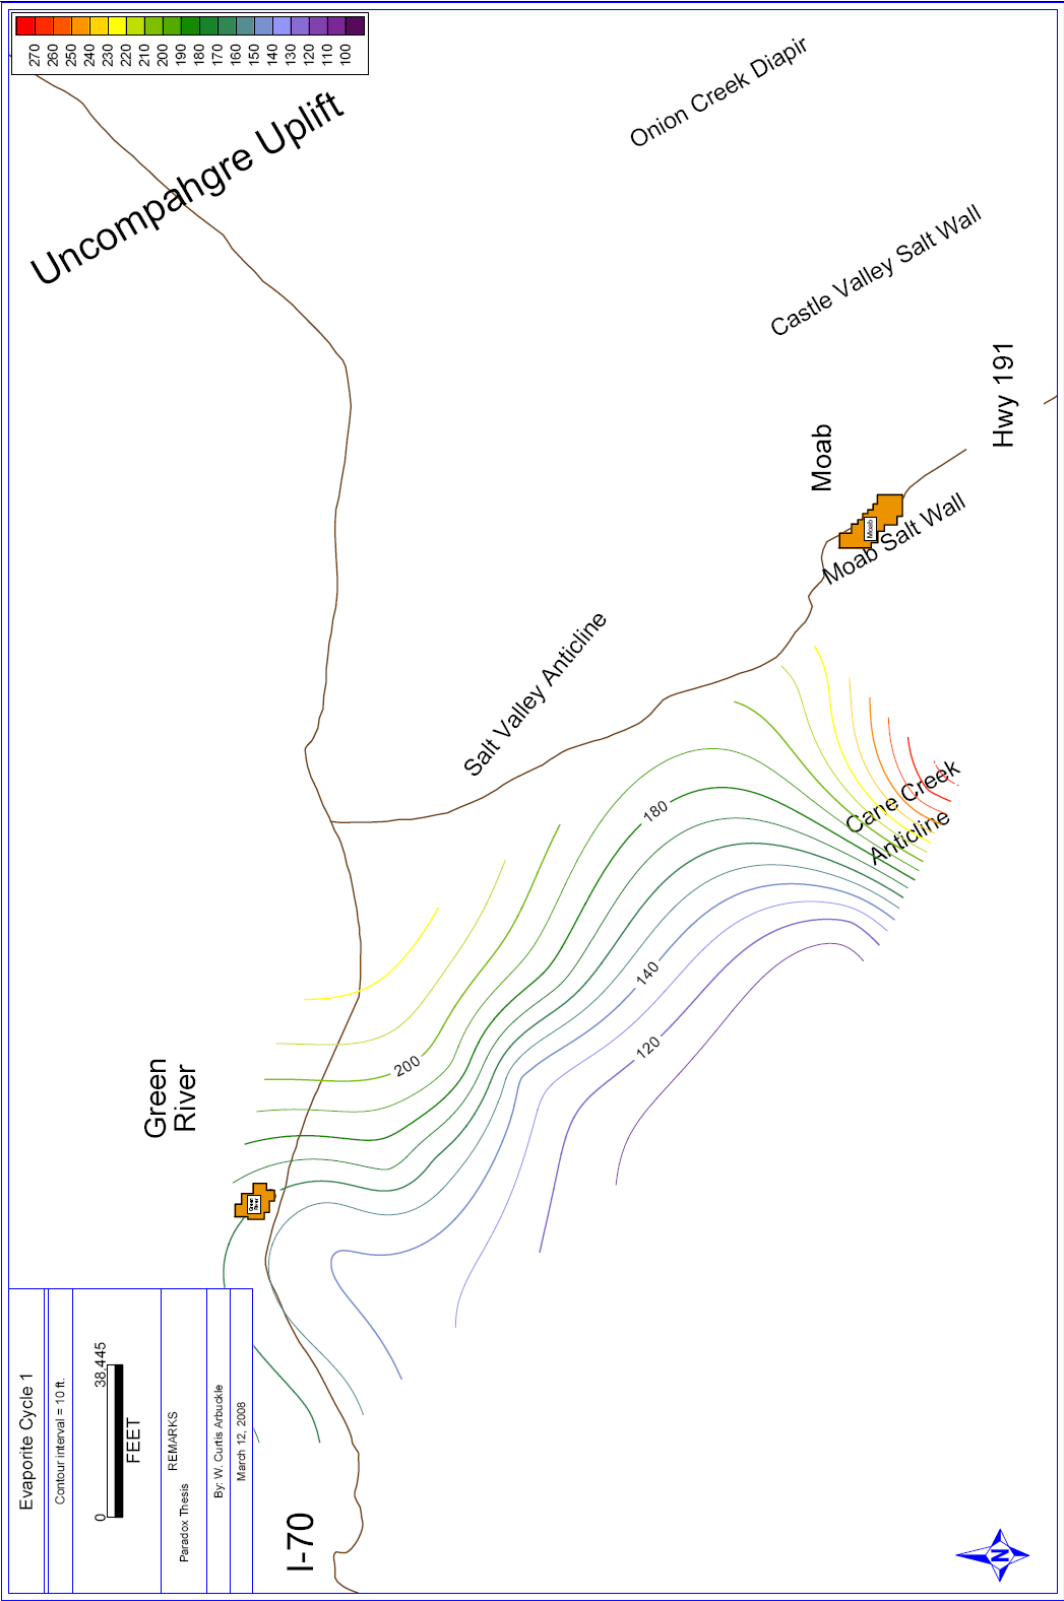 270
260
250
240
230
220
210
200
190
180
170
160
150
140
130
120
110
100
Uncompahgre Uplift
Onion Creek Diapir
Castle Valley Salt Wall
Hwy 191
Moab
Moab
Moab Salt Wall
Salt Valley Anticline
Cane Creek
Anticline
180
140
120
200
Green
River
Green
River
I-70
Evaporite Cycle 1
Contour interval = 10 ft.
0
38,445
FEET
REMARKS
Paradox Thesis
By: W. Curtis Arbuckle
March 12, 2008
N